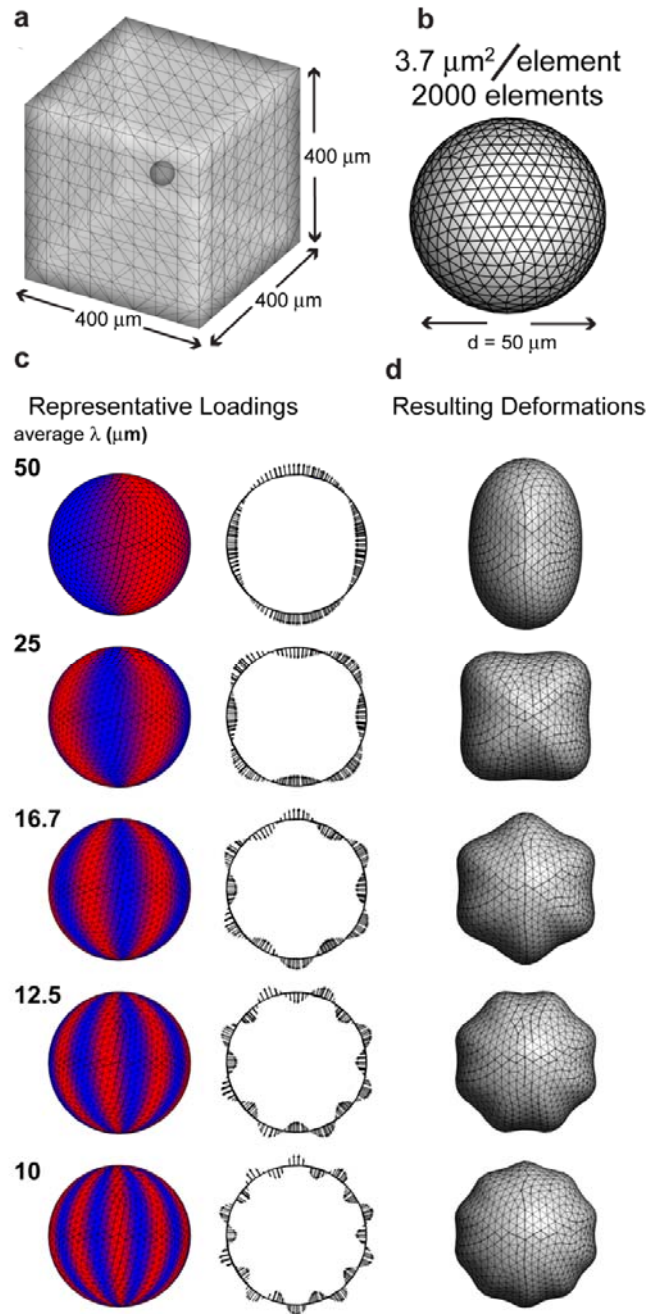 a
400 μm
400 μm
400 μm
b
3.7 μm²/element
2000 elements
d = 50 μm
c
Representative Loadings
average λ (μm)
d
Resulting Deformations
50
25
16.7
12.5
10